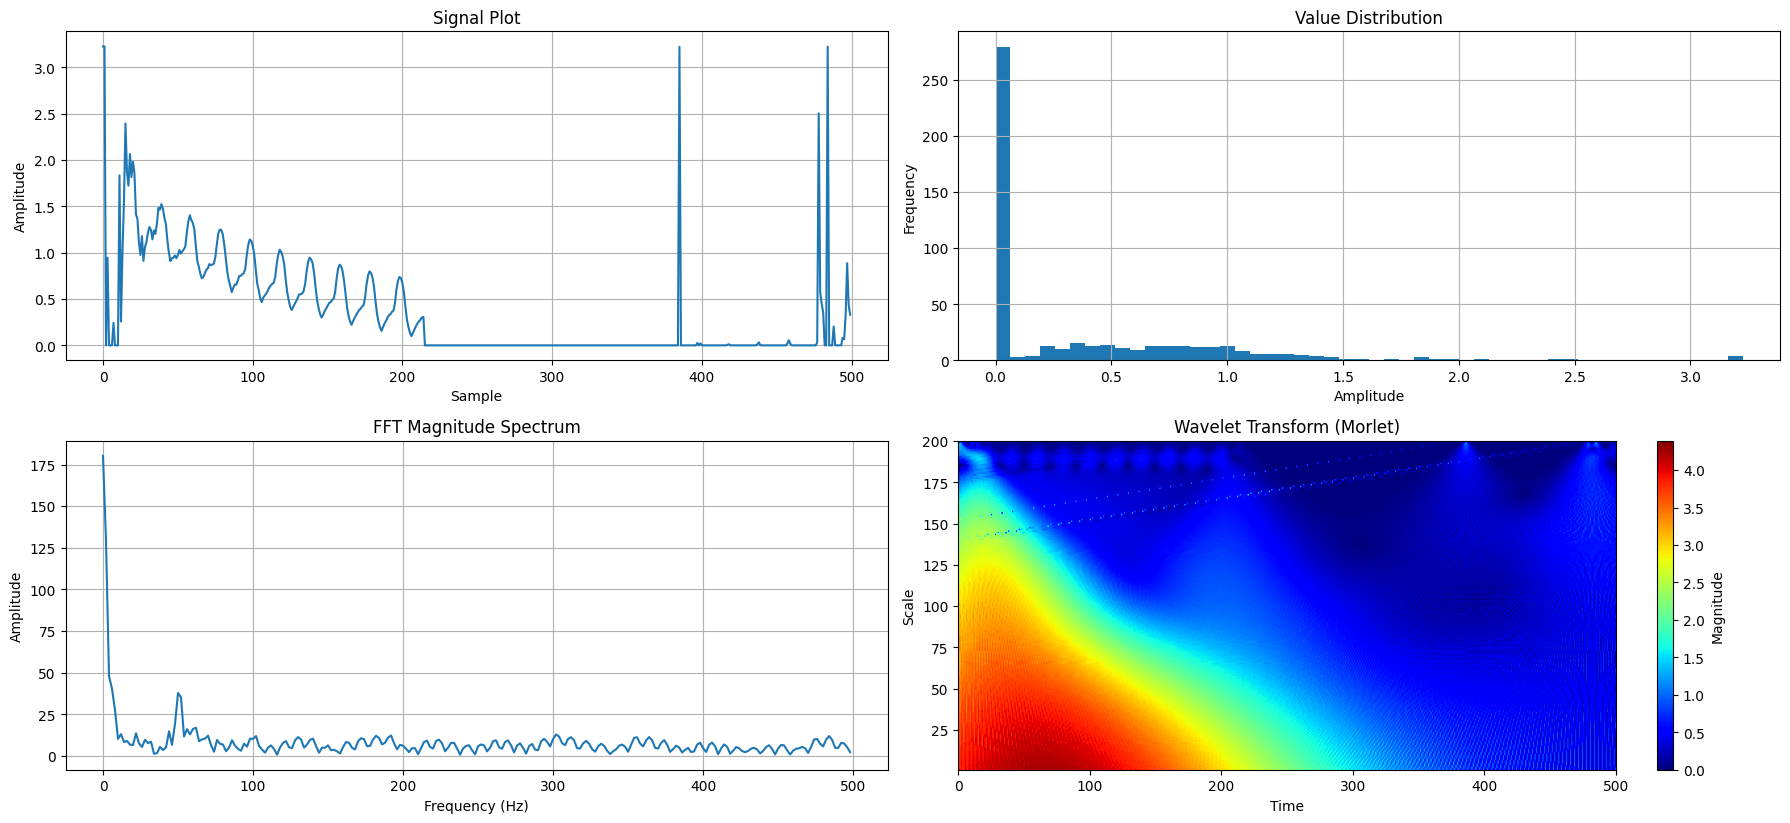 Signal Plot
Amplitude
3.0
2.5
2.0
1.5
1.0
0.5
0.0
0 100 200 300 400 500
Sample
Value Distribution
Frequency
250
200
150
100
50
0
0.0 0.5 1.0 1.5 2.0 2.5 3.0
Amplitude
FFT Magnitude Spectrum
Amplitude
175
150
125
100
75
50
25
0
0 100 200 300 400 500
Frequency (Hz)
Wavelet Transform (Morlet)
Scale
200
175
150
125
100
75
50
25
0 100 200 300 400 500
Time
4.0
3.5
3.0
2.5
2.0
1.5
1.0
0.5
0.0
Magnitude